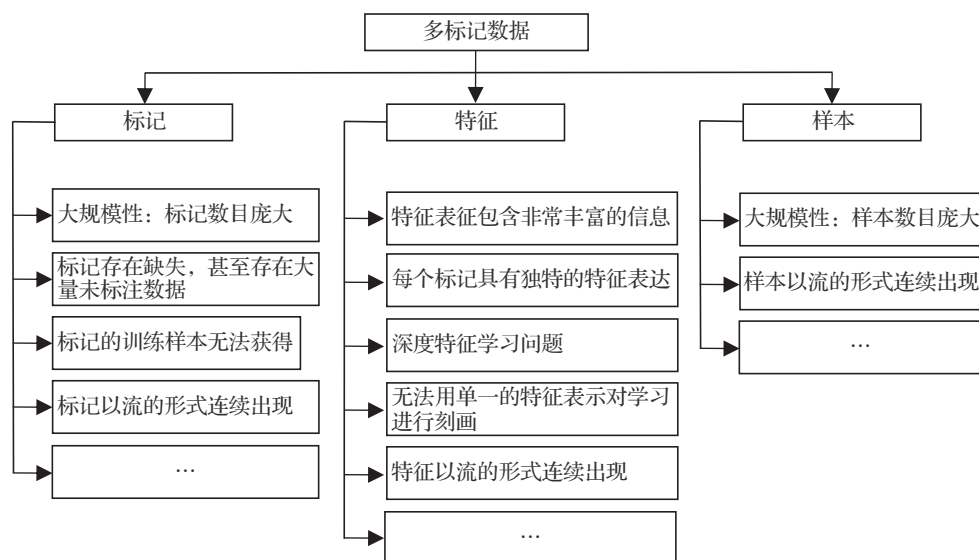 多标记数据
标记
特征
样本
大规模性：标记数目庞大
标记存在缺失，甚至存在大
量未标注数据
标记的训练样本无法获得
标记以流的形式连续出现
…
特征表征包含非常丰富的信息
每个标记具有独特的特征表达
深度特征学习问题
无法用单一的特征表示对学习
进行刻画
特征以流的形式连续出现
…
大规模性：样本数目庞大
样本以流的形式连续出现
…